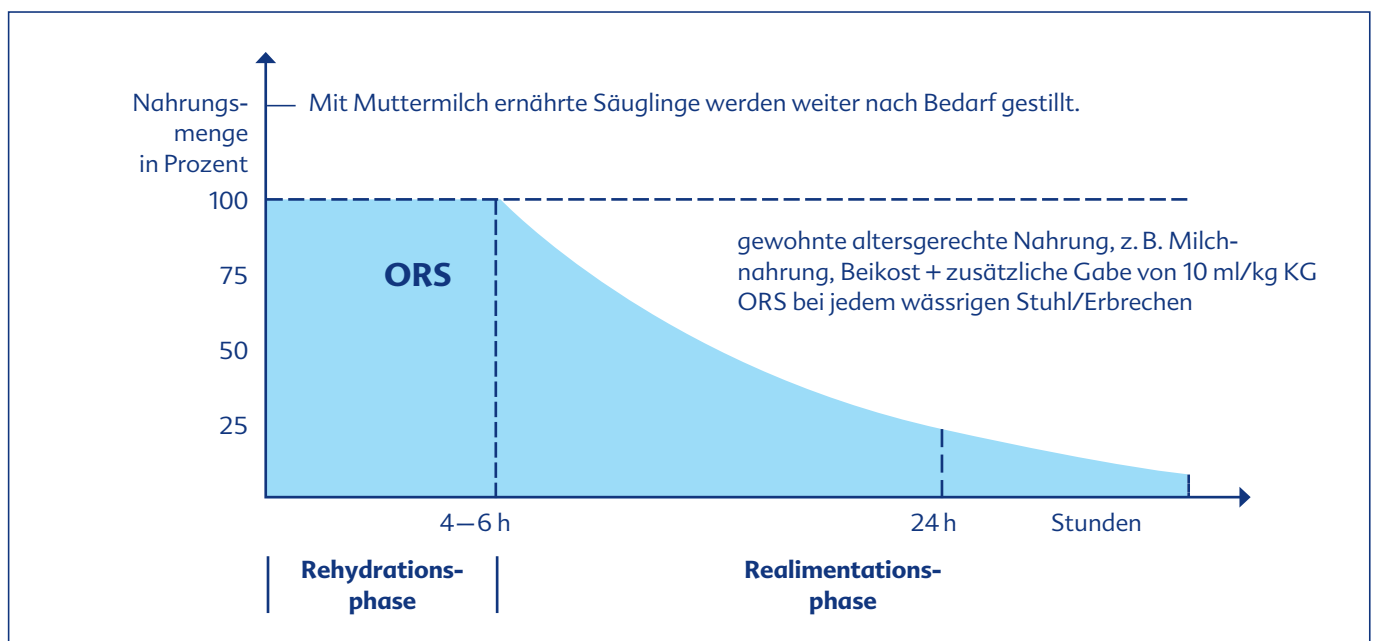 Nahrungs-
menge
in Prozent
Mit Muttermilch ernährte Säuglinge werden weiter nach Bedarf gestillt.
100
75
50
25
ORS
gewohnte altersgerechte Nahrung, z. B. Milch-
nahrung, Beikost + zusätzliche Gabe von 10 ml/kg KG
ORS bei jedem wässrigen Stuhl/Erbrechen
4—6 h
24 h
Stunden
Rehydrations-
phase
Realimentations-
phase